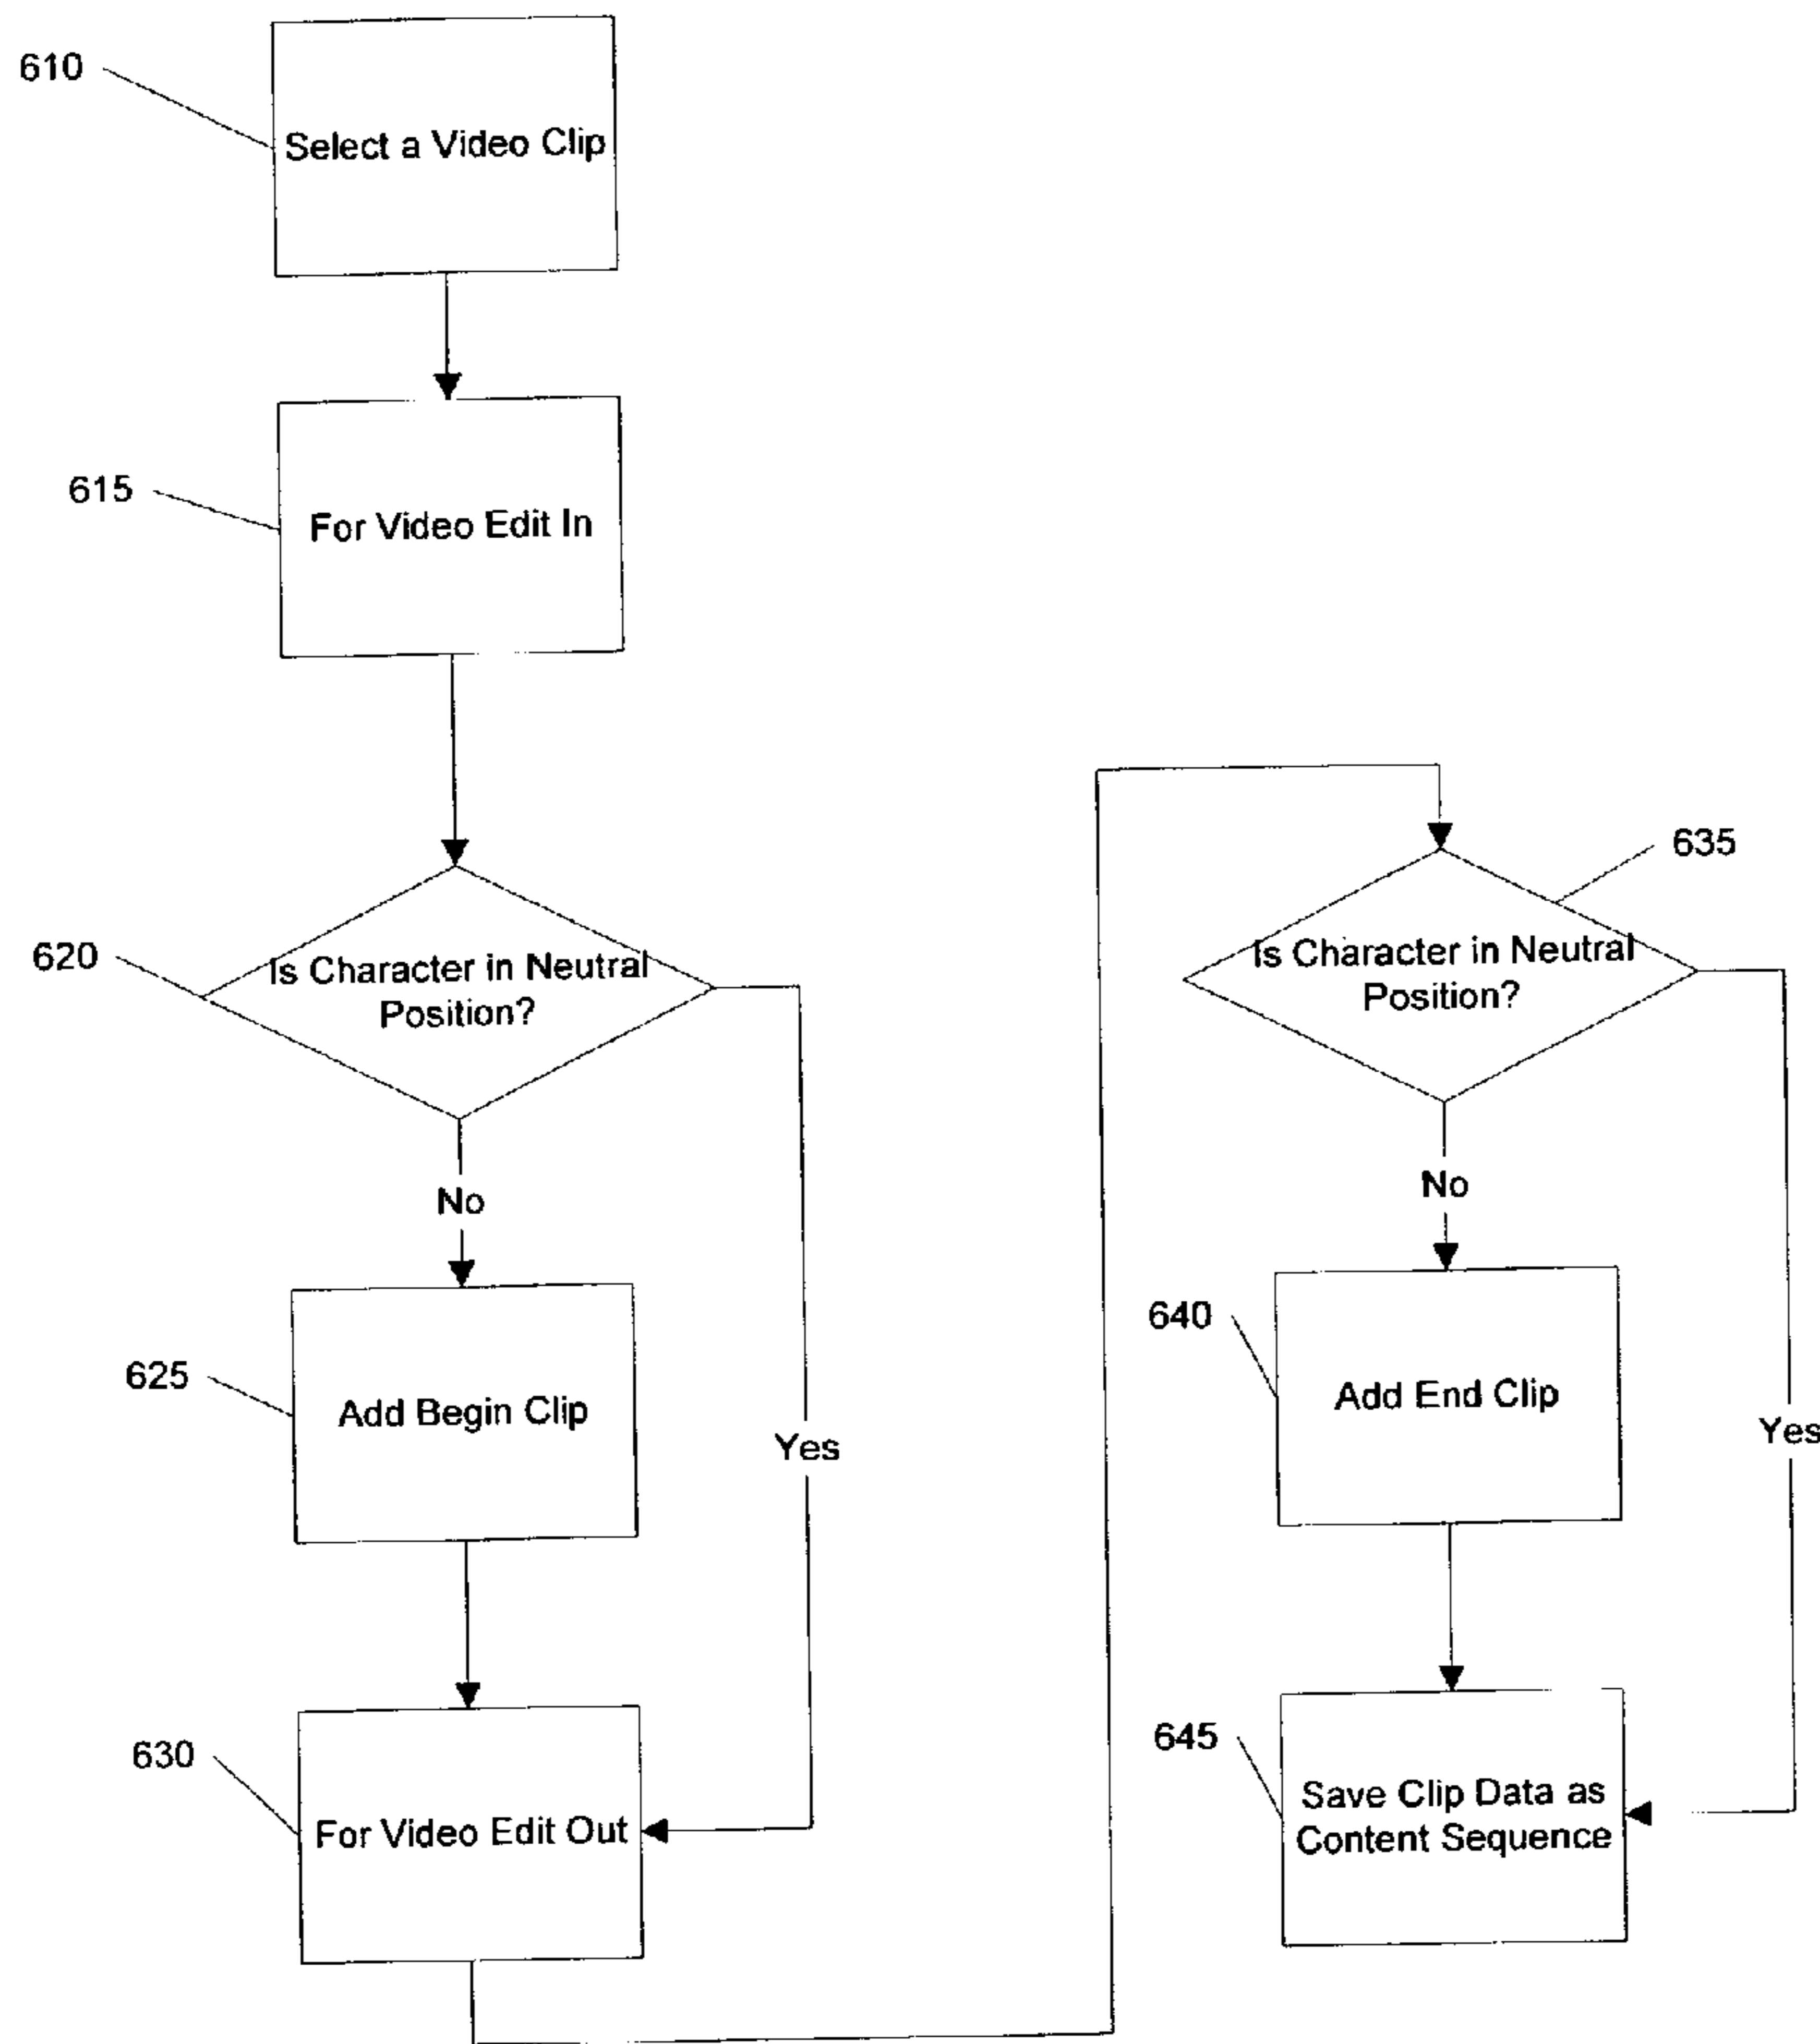 610
Select a Video Clip
615
For Video Edit In
620
Is Character in Neutral
Position?
No
Yes
625
Add Begin Clip
630
For Video Edit Out
635
Is Character in Neutral
Position?
No
Yes
640
Add End Clip
645
Save Clip Data as
Content Sequence